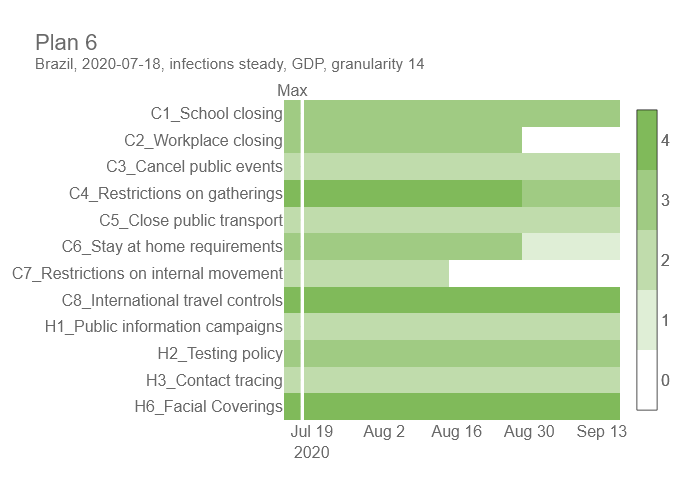 Plan 6
Brazil, 2020-07-18, infections steady, GDP, granularity 14
Max
C1_School closing
C2_Workplace closing
C3_Cancel public events
C4_Restrictions on gatherings
C5_Close public transport
C6_Stay at home requirements
C7_Restrictions on internal movement
C8_International travel controls
H1_Public information campaigns
H2_Testing policy
H3_Contact tracing
H6_Facial Coverings
Jul 19 Aug 2 Aug 16 Aug 30 Sep 13
2020
4
3
2
1
0